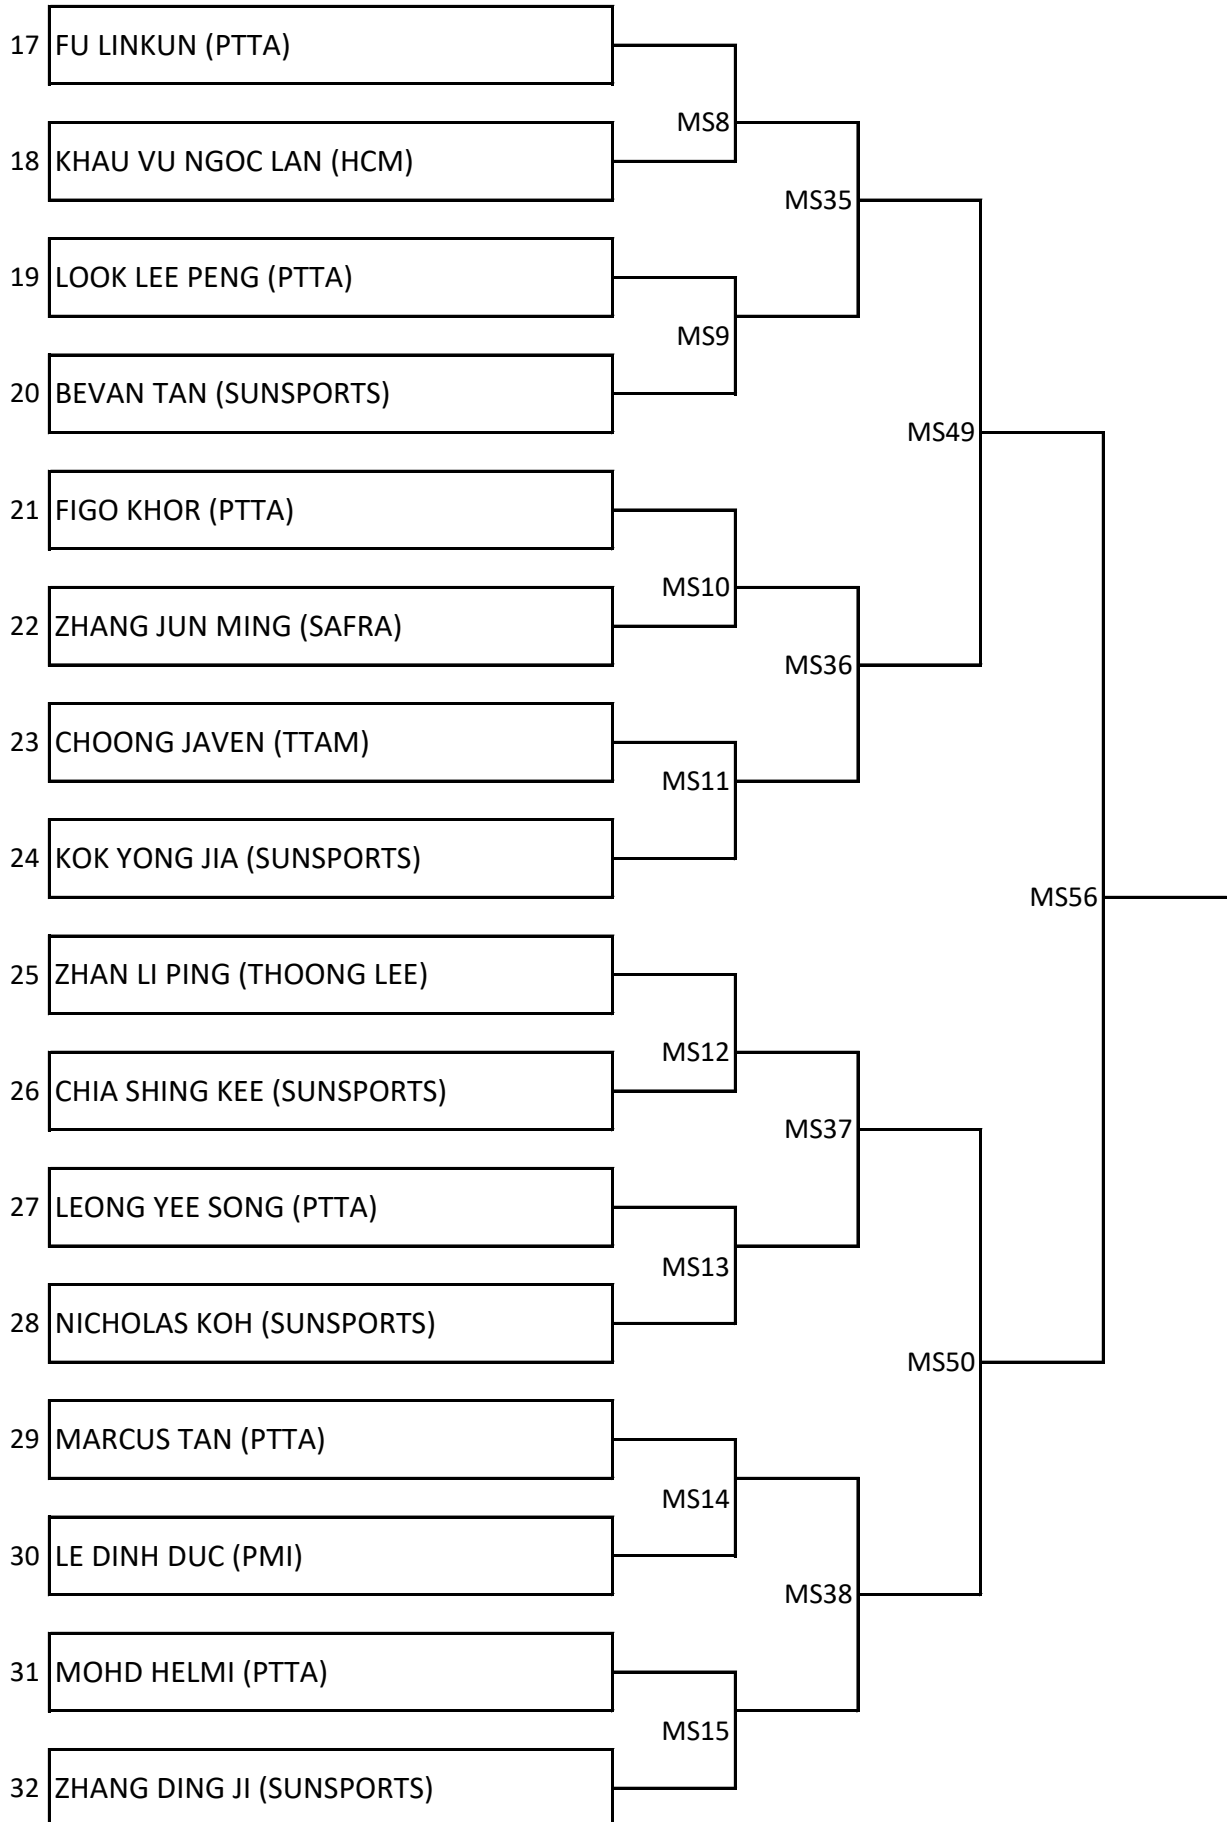 17 FU LINKUN (PTTA)
MS8
18 KHAU VU NGOC LAN (HCM)
MS35
19 LOOK LEE PENG (PTTA)
MS9
20 BEVAN TAN (SUNSPORTS)
MS49
21 FIGO KHOR (PTTA)
MS10
22 ZHANG JUN MING (SAFRA)
MS36
23 CHOONG JAVEN (TTAM)
MS11
24 KOK YONG JIA (SUNSPORTS)
MS56
25 ZHAN LI PING (THOONG LEE)
MS12
26 CHIA SHING KEE (SUNSPORTS)
MS37
27 LEONG YEE SONG (PTTA)
MS13
28 NICHOLAS KOH (SUNSPORTS)
MS50
29 MARCUS TAN (PTTA)
MS14
30 LE DINH DUC (PMI)
MS38
31 MOHD HELMI (PTTA)
MS15
32 ZHANG DING JI (SUNSPORTS)